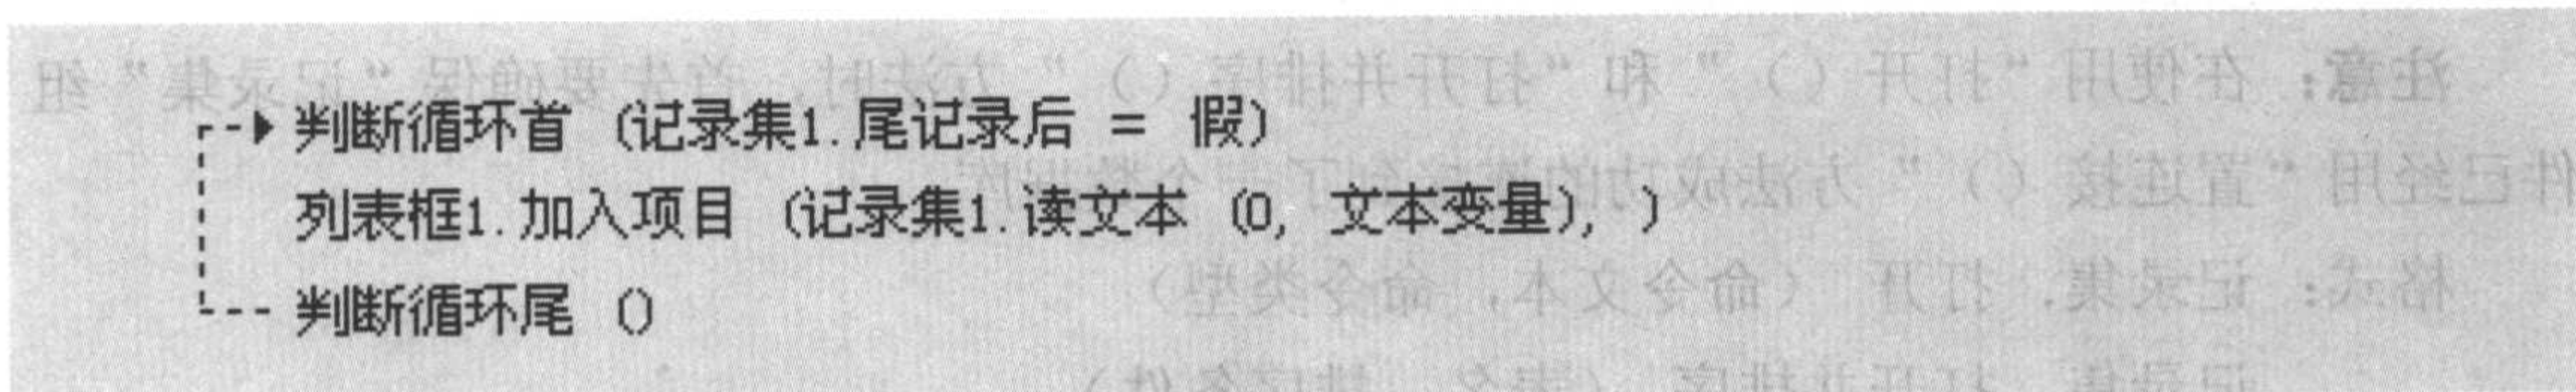 判断循环首 (记录集1.尾记录后 = 假)
列表框1.加入项目 (记录集1.读文本 (0, 文本变量), )
判断循环尾 ()